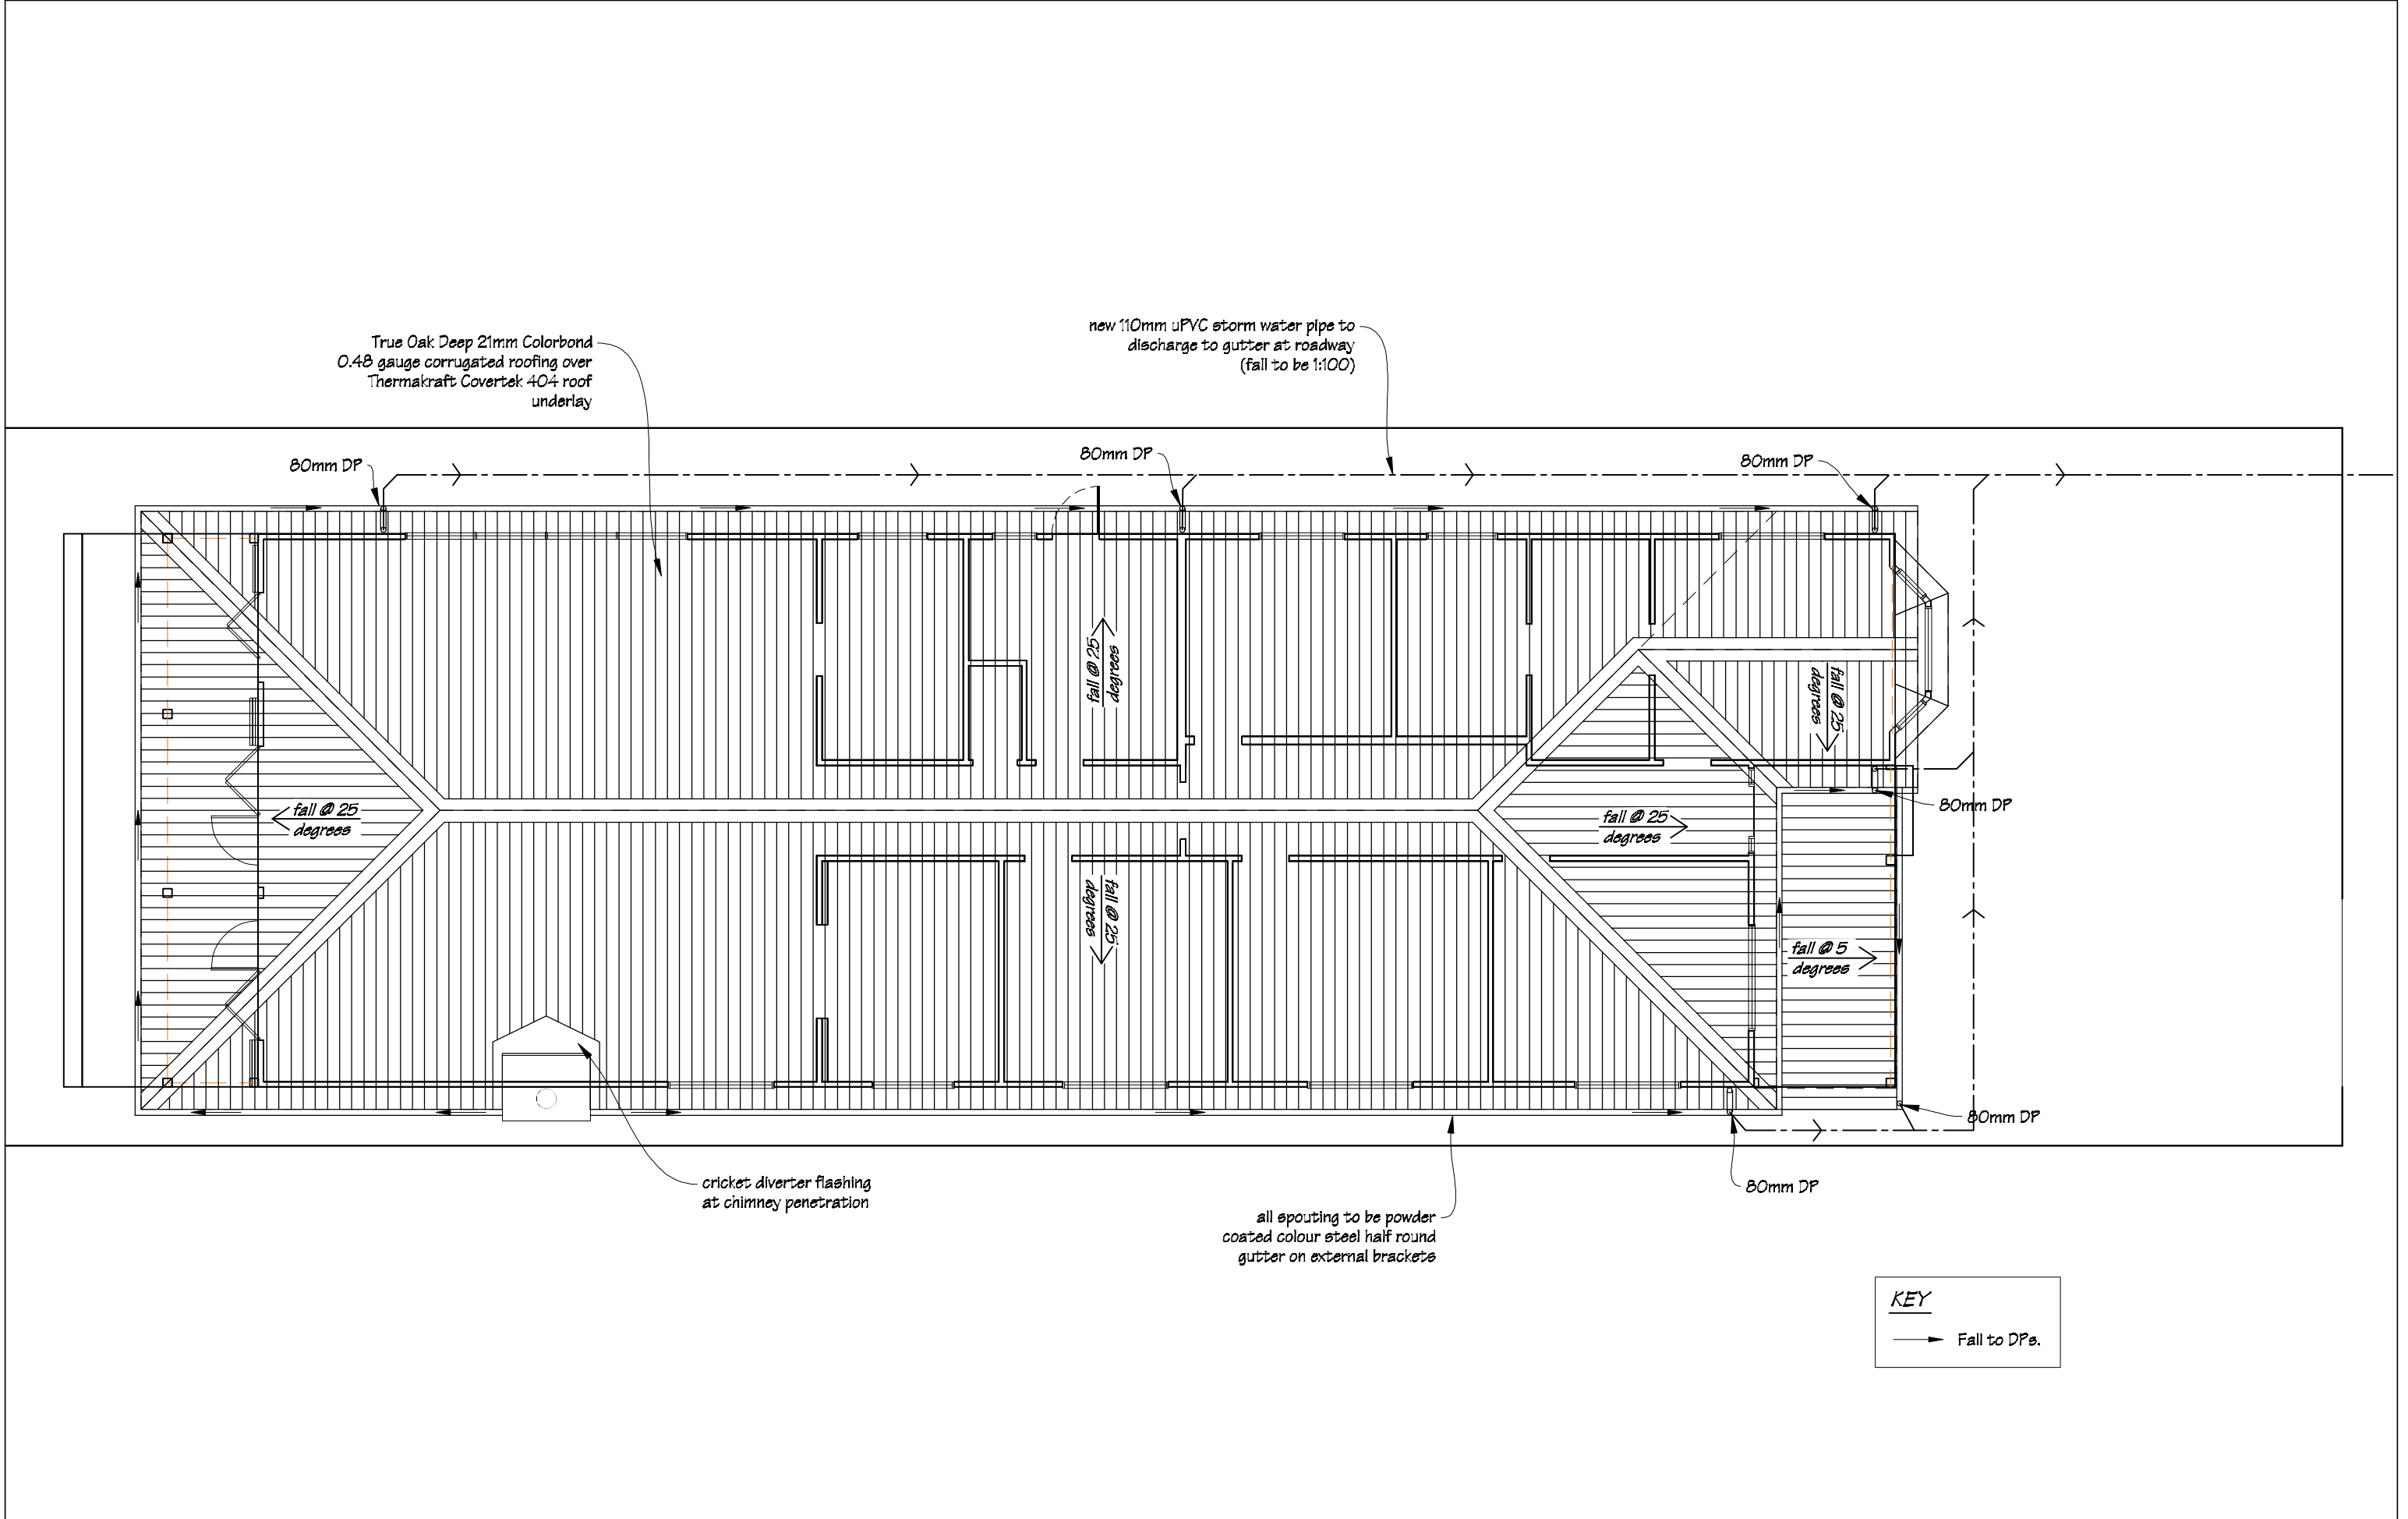 new 110mm uPVC storm water pipe to
discharge to gutter at roadway
(fall to be 1:100)
True Oak Deep 21mm Colorbond
0.48 gauge corrugated roofing over
Thermakraft Covertek 404 roof
underlay
80mm DP
80mm DP
80mm DP
fall @ 25
degrees
fall @ 25
degrees
fall @ 25
degrees
fall @ 25
degrees
80mm DP
fall @ 25
degrees
fall @ 5
degrees
80mm DP
cricket diverter flashing
at chimney penetration
80mm DP
all spouting to be powder
coated colour steel half round
gutter on external brackets
KEY
Fall to DPs.